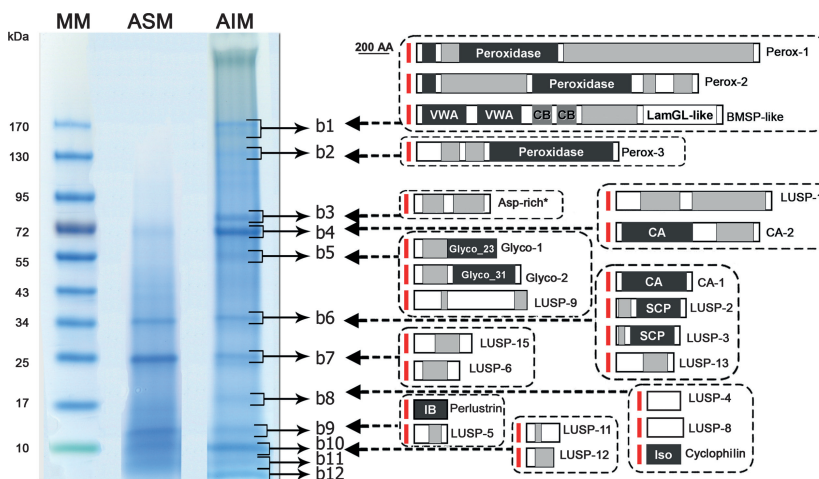 MM ASM AIM
kDa
170
130
95
72
55
43
34
25
17
10
b1
b2
b3
b4
b5
b6
b7
b8
b9
b10
b11
b12
200 AA
Peroxidase Perox-1
Peroxidase Perox-2
VWA VWA CB CB LamGL-like BMSP-like
Peroxidase Perox-3
Asp-rich*
LUSP-1
CA CA-2
Glyco_23 Glyco-1
Glyco_31 Glyco-2
LUSP-9
CA CA-1
SCP LUSP-2
SCP LUSP-3
LUSP-13
LUSP-15
LUSP-6
LUSP-4
LUSP-8
Iso Cyclophilin
IB Perlustrin
LUSP-5
LUSP-11
LUSP-12